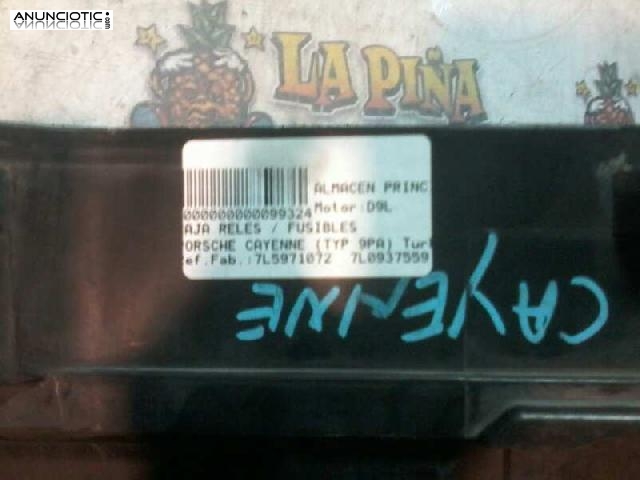 ANUNCIOTIC.com
LA PIÑA
ALMACEN PRINC
000000000099324 Motor:D9L
AJA RELES / FUSIBLES
ORSCHE CAYENNE (TYP 9PA) Turb
ef.Fab.:7L5971072 7L0937559
CAYENNE